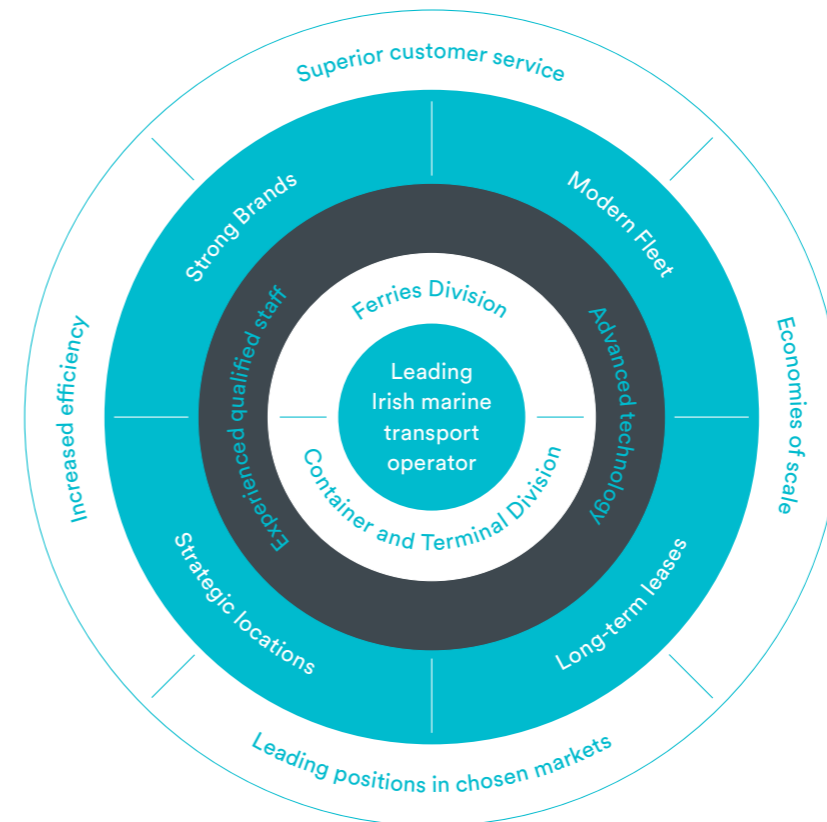 Superior customer service
Strong Brands
Modern Fleet
Increased efficiency
Experienced qualified staff
Ferries Division
Leading
Irish marine
transport
operator
Advanced technology
Economies of scale
Container and Terminal Division
Strategic locations
Long-term leases
Leading positions in chosen markets